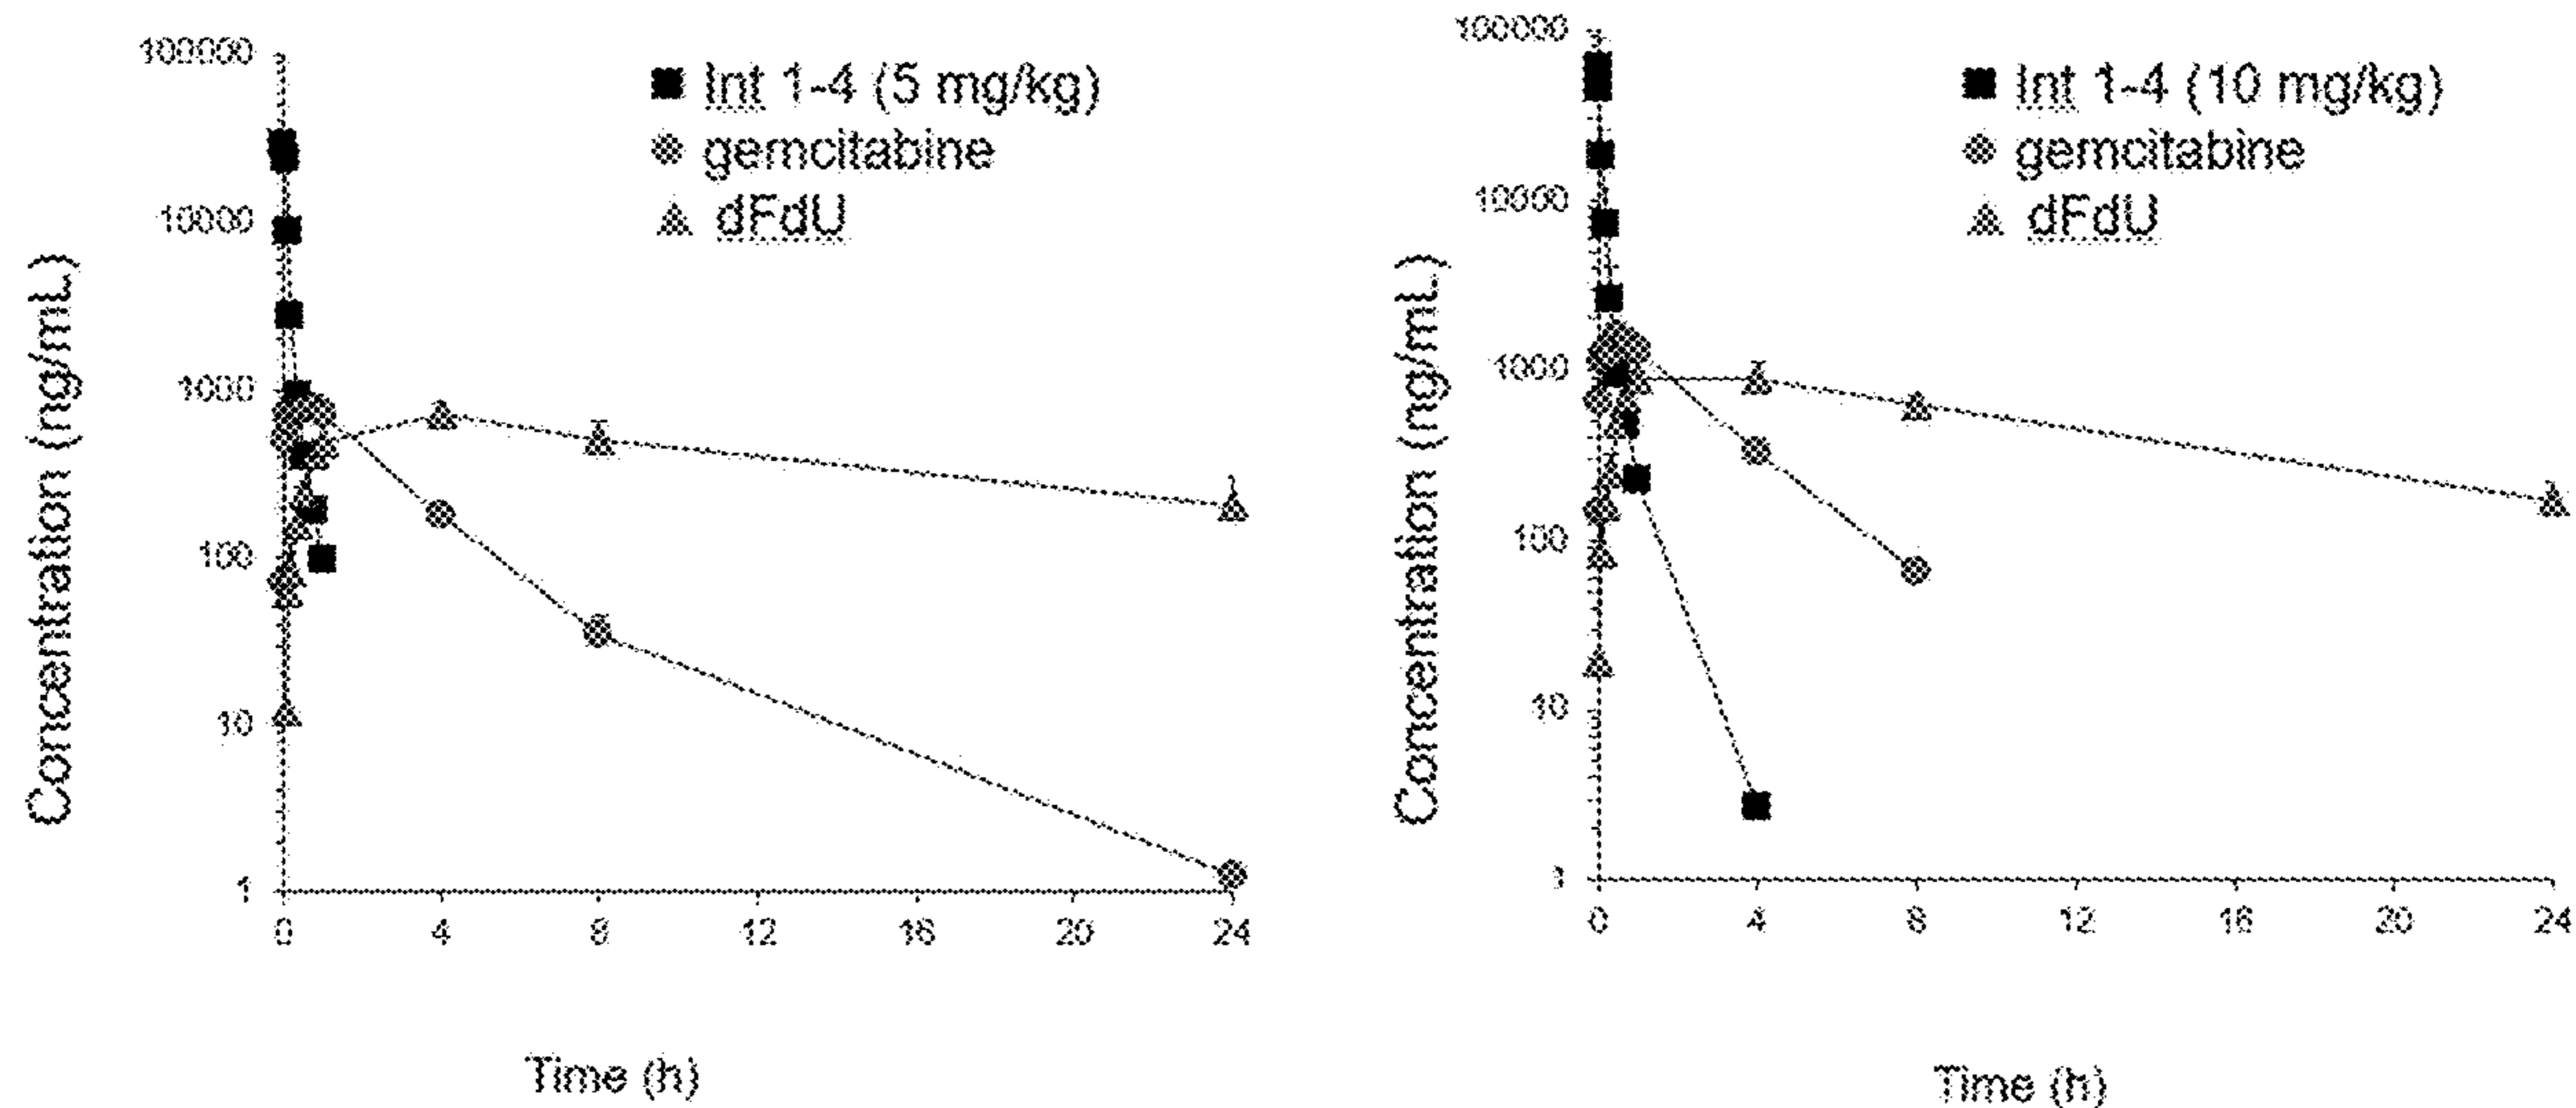 Int 1-4 (5 mg/kg)
gemcitabine
dFdU
Concentration (ng/mL)
100000
10000
1000
100
10
1
0 4 8 12 16 20 24
Time (h)
Int 1-4 (10 mg/kg)
gemcitabine
dFdU
Concentration (ng/mL)
100000
10000
1000
100
10
1
0 4 8 12 16 20 24
Time (h)